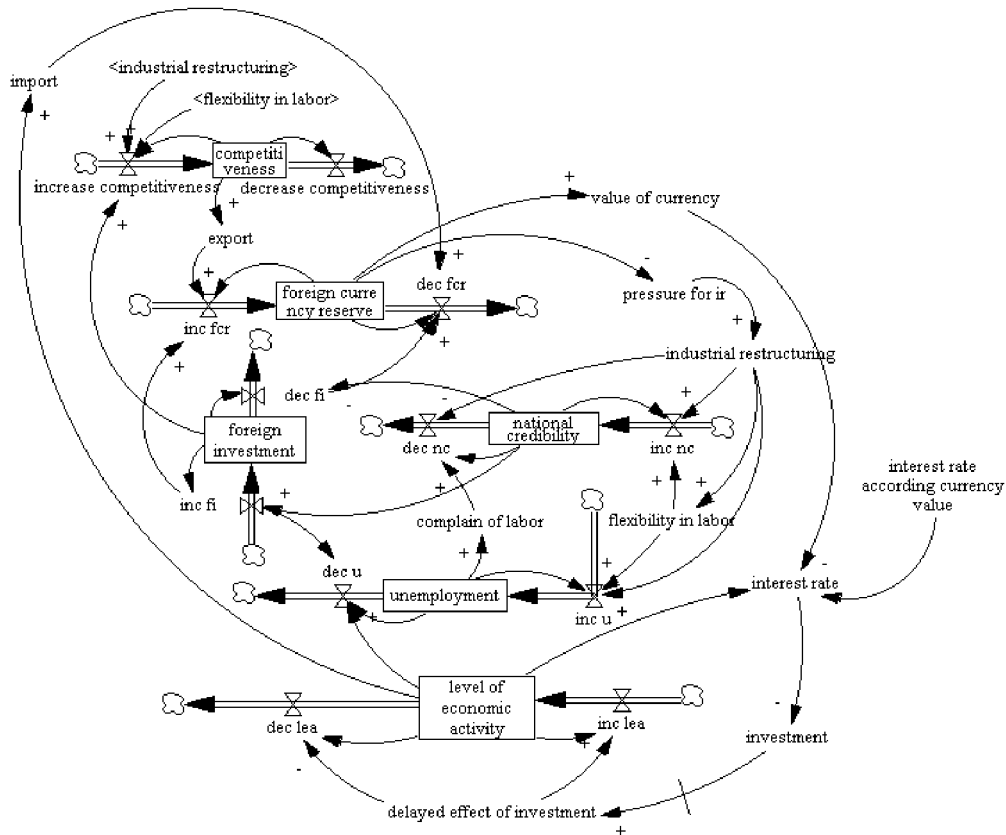 <industrial restructuring>
import
<flexibility in labor>
+
+
+
+
competiti
veness
increase competitiveness
decrease competitiveness
+
+
+
value of currency
export
+
+
-
dec fcr
foreign curre
ncy reserve
pressure for ir
inc fcr
+
+
+
industrial restructuring
dec fi
-
-
+
foreign
investment
national
credibility
dec nc
inc nc
interest rate
according currency
value
inc fi
+
+
+
+
complain of labor
flexibility in labor
+
+
dec u
-
unemployment
interest rate
+
inc u
+
level of
economic
activity
inc lea
dec lea
-
+
investment
-
delayed effect of investment
+